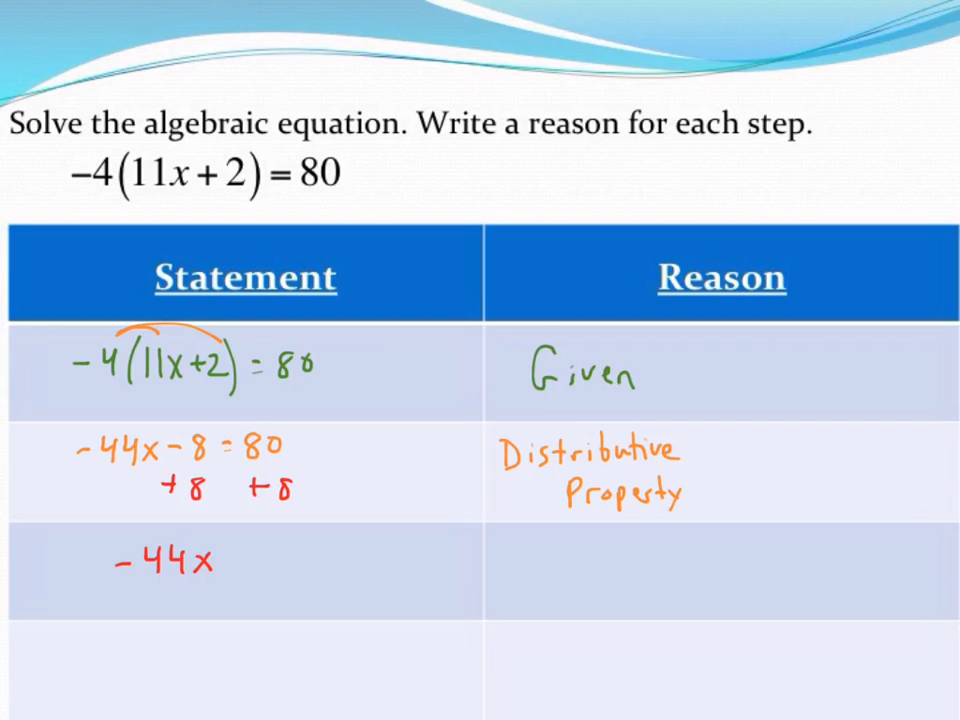 Solve the algebraic equation. Write a reason for each step.
−4(11x + 2) = 80
Statement
Reason
-4(11x+2) = 80
Given
-44x - 8 = 80
Distributive
+8 +8
Property
-44x